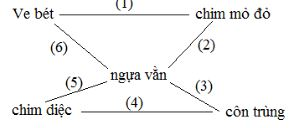 (1)
Ve bét chim mỏ đỏ
(6) (2)
ngựa vằn
(5) (3)
chim diệc (4) côn trùng